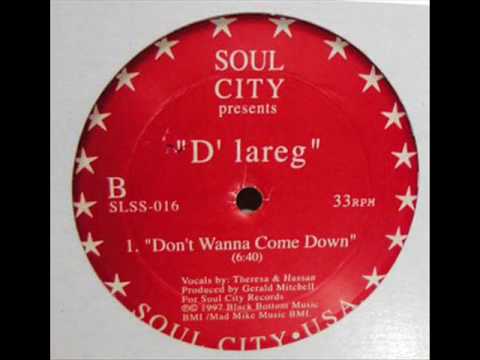 SOUL
CITY
presents
"D' lareg"
B
SLSS-016
33RPM
1. "Don't Wanna Come Down"
(6:40)
Vocals by: Theresa & Hassan
Produced by Gerald Mitchell
For Soul City Records
℗© 1997 Black Bottom Music
BMI /Mad Mike Music BMI.
SOUL CITY · USA